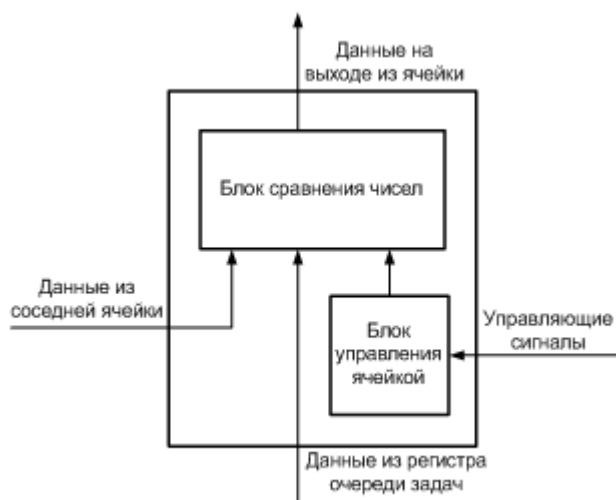 Данные на
выходе из ячейки
Блок сравнения чисел
Данные из
соседней ячейки
Блок
управления
ячейкой
Управляющие
сигналы
Данные из регистра
очереди задач